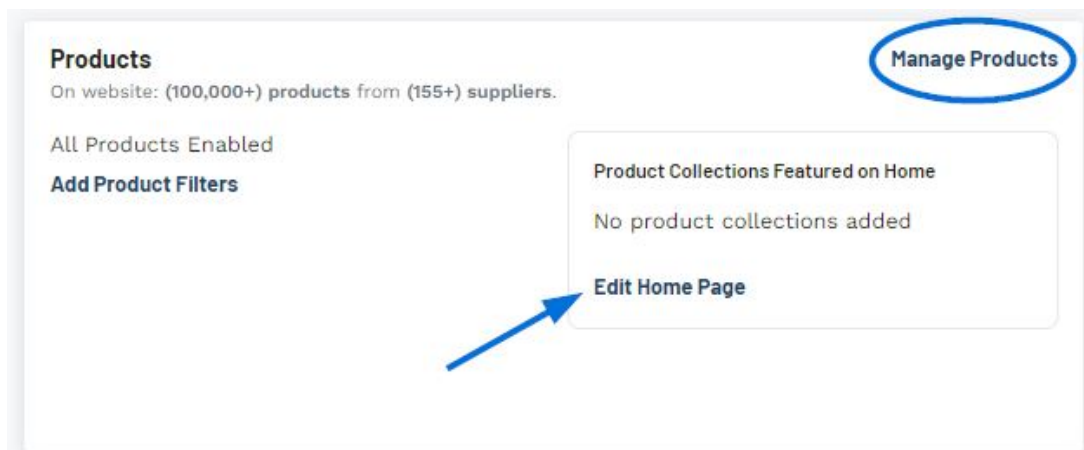 Products
Manage Products
On website: (100,000+) products from (155+) suppliers.
All Products Enabled
Add Product Filters
Product Collections Featured on Home
No product collections added
Edit Home Page